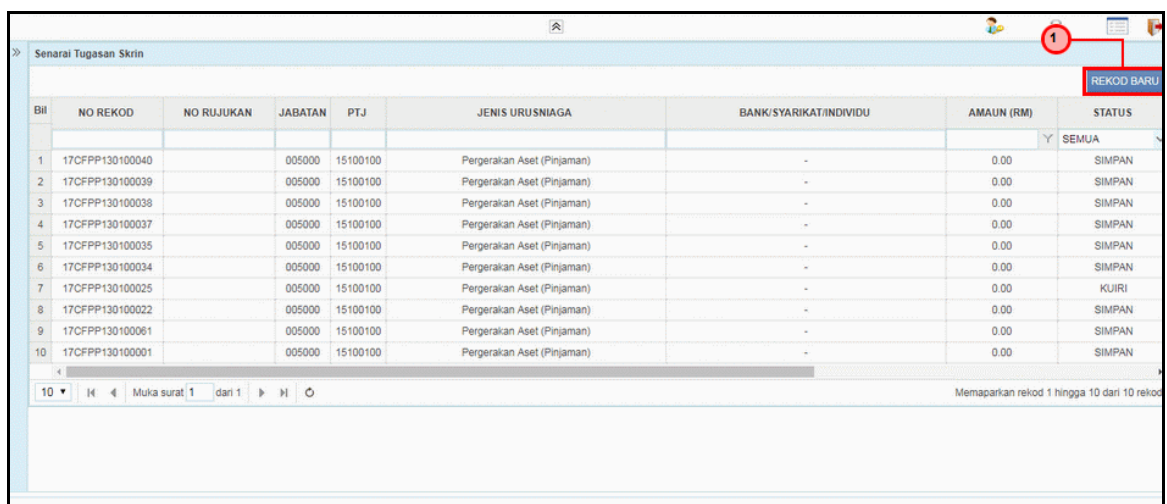 1
Senarai Tugasan Skrin
REKOD BARU
Bil NO REKOD NO RUJUKAN JABATAN PTJ JENIS URUSNIAGA BANK/SYARIKAT/INDIVIDU AMAUN (RM) STATUS
SEMUA
1 17CFPP130100040 005000 15100100 Pergerakan Aset (Pinjaman) - 0.00 SIMPAN
2 17CFPP130100039 005000 15100100 Pergerakan Aset (Pinjaman) - 0.00 SIMPAN
3 17CFPP130100038 005000 15100100 Pergerakan Aset (Pinjaman) - 0.00 SIMPAN
4 17CFPP130100037 005000 15100100 Pergerakan Aset (Pinjaman) - 0.00 SIMPAN
5 17CFPP130100035 005000 15100100 Pergerakan Aset (Pinjaman) - 0.00 SIMPAN
6 17CFPP130100034 005000 15100100 Pergerakan Aset (Pinjaman) - 0.00 SIMPAN
7 17CFPP130100025 005000 15100100 Pergerakan Aset (Pinjaman) - 0.00 KUIRI
8 17CFPP130100022 005000 15100100 Pergerakan Aset (Pinjaman) - 0.00 SIMPAN
9 17CFPP130100061 005000 15100100 Pergerakan Aset (Pinjaman) - 0.00 SIMPAN
10 17CFPP130100001 005000 15100100 Pergerakan Aset (Pinjaman) - 0.00 SIMPAN
10 Muka surat 1 dari 1 Memaparkan rekod 1 hingga 10 dari 10 rekod